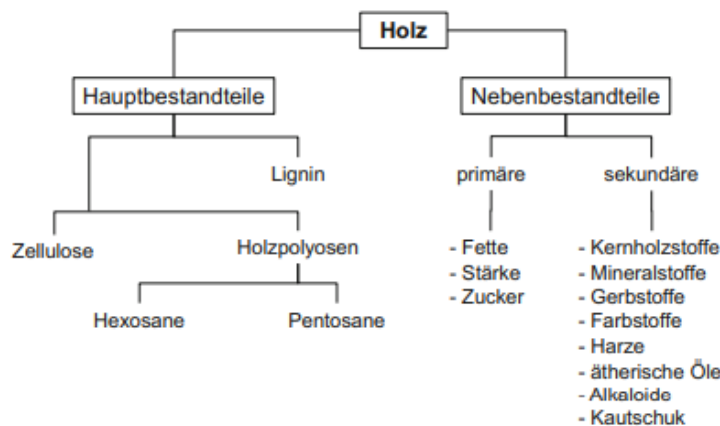 Holz
Hauptbestandteile
Nebenbestandteile
Lignin
primäre
sekundäre
Zellulose
Holzpolyosen
Hexosane
Pentosane
- Fette
- Stärke
- Zucker
- Kernholzstoffe
- Mineralstoffe
- Gerbstoffe
- Farbstoffe
- Harze
- ätherische Öle
- Alkaloide
- Kautschuk